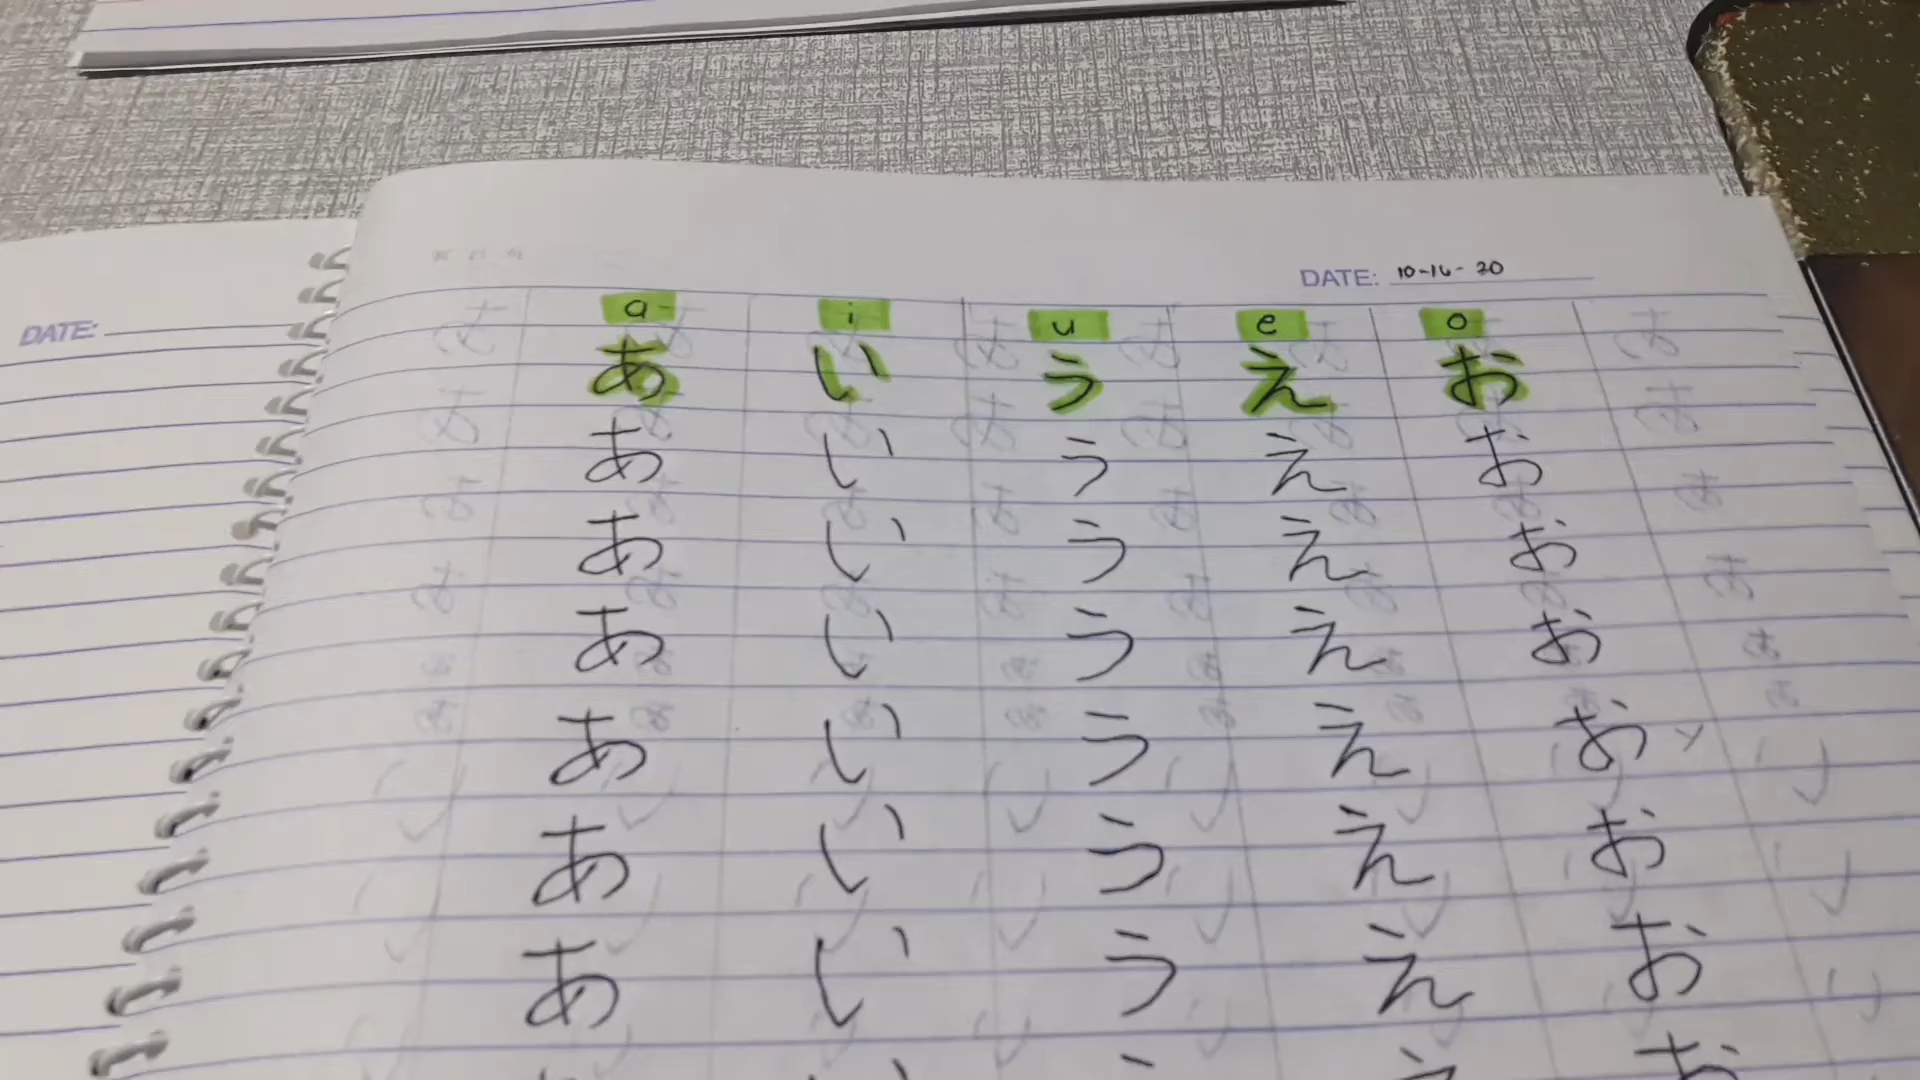 DATE: 10-16-20
DATE:
a i u e o
あ い う え お
あ い う え お
あ い う え お
あ い う え お
あ い う え お
あ い う え お
あ い う え お